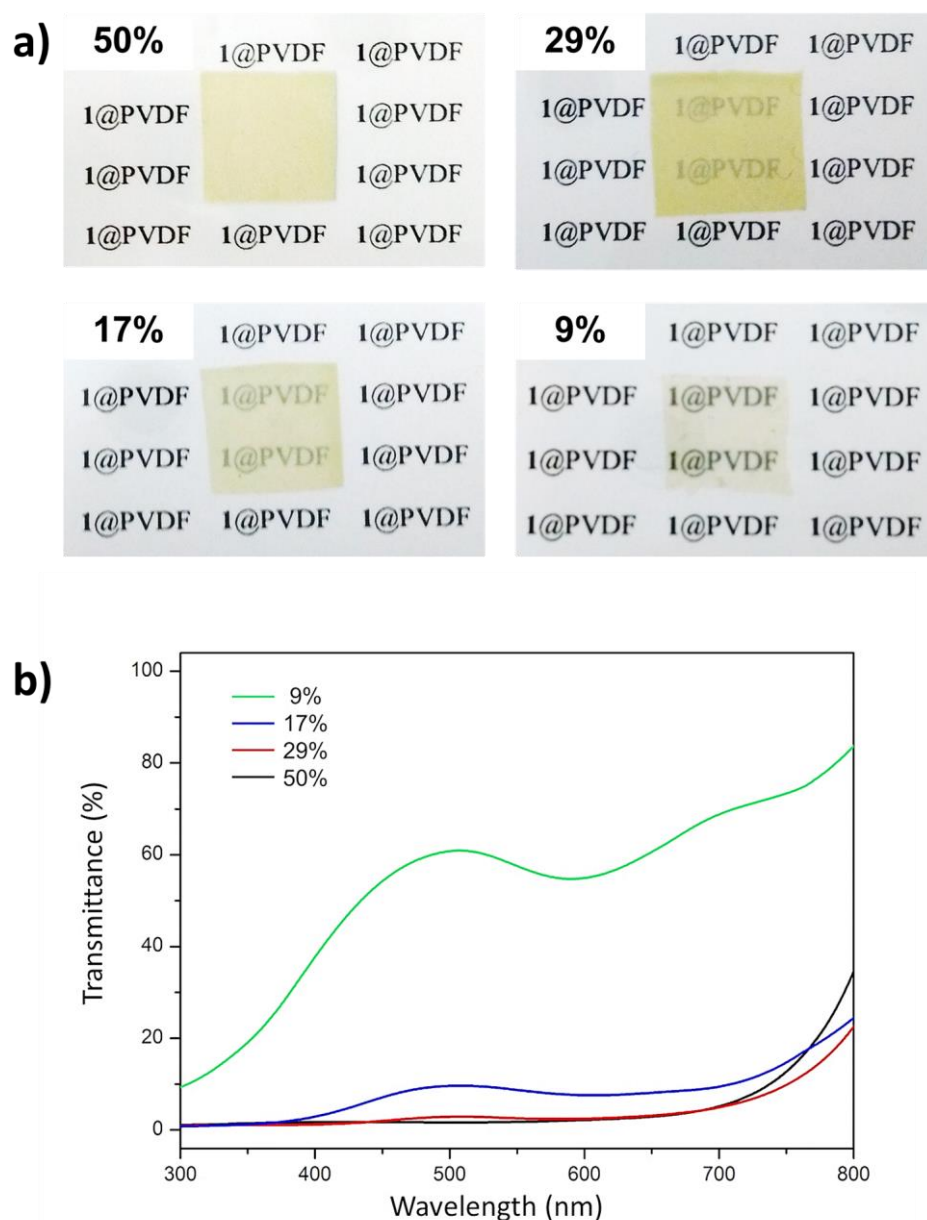 a)
50%
1@PVDF 1@PVDF
1@PVDF 1@PVDF
1@PVDF 1@PVDF
1@PVDF 1@PVDF 1@PVDF
29%
1@PVDF 1@PVDF
1@PVDF 1@PVDF 1@PVDF
1@PVDF 1@PVDF 1@PVDF
1@PVDF 1@PVDF 1@PVDF
17%
1@PVDF 1@PVDF
1@PVDF 1@PVDF 1@PVDF
1@PVDF 1@PVDF 1@PVDF
1@PVDF 1@PVDF 1@PVDF
9%
1@PVDF 1@PVDF
1@PVDF 1@PVDF 1@PVDF
1@PVDF 1@PVDF 1@PVDF
1@PVDF 1@PVDF 1@PVDF
b)
Transmittance (%)
100
80
60
40
20
0
9%
17%
29%
50%
300 400 500 600 700 800
Wavelength (nm)